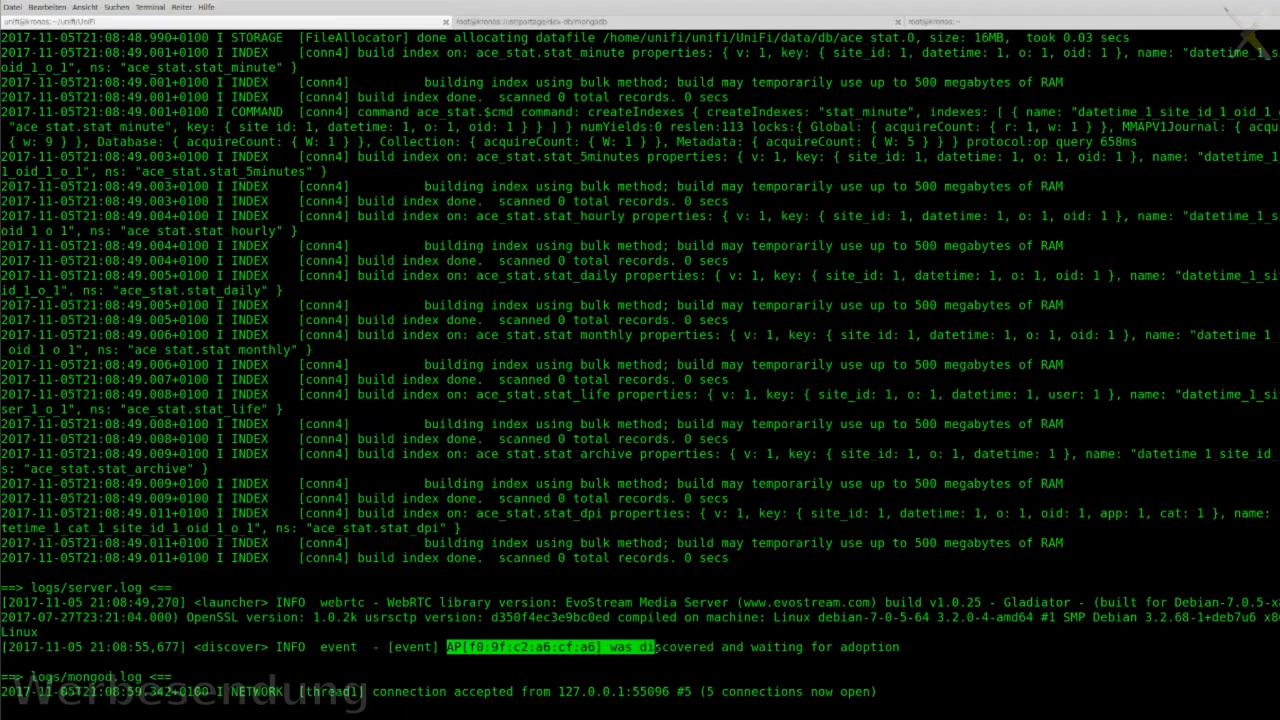 Datei Bearbeiten Ansicht Suchen Terminal Reiter Hilfe
unifi@kronos: ~/unifi/UniFi root@kronos: /usr/portage/dev-db/mongodb root@kronos: ~
2017-11-05T21:08:48.990+0100 I STORAGE  [FileAllocator] done allocating datafile /home/unifi/unifi/UniFi/data/db/ace_stat.0, size: 16MB,  took 0.03 secs
2017-11-05T21:08:49.001+0100 I INDEX    [conn4] build index on: ace_stat.stat_minute properties: { v: 1, key: { site_id: 1, datetime: 1, o: 1, oid: 1 }, name: "datetime_1_s
oid_1_o_1", ns: "ace_stat.stat_minute" }
2017-11-05T21:08:49.001+0100 I INDEX    [conn4]          building index using bulk method; build may temporarily use up to 500 megabytes of RAM
2017-11-05T21:08:49.001+0100 I INDEX    [conn4] build index done.  scanned 0 total records. 0 secs
2017-11-05T21:08:49.001+0100 I COMMAND  [conn4] command ace_stat.$cmd command: createIndexes { createIndexes: "stat_minute", indexes: [ { name: "datetime_1_site_id_1_oid_1_
 "ace_stat.stat_minute", key: { site_id: 1, datetime: 1, o: 1, oid: 1 } } ] } numYields:0 reslen:113 locks:{ Global: { acquireCount: { r: 1, w: 1 } }, MMAPV1Journal: { acqu
{ w: 9 } }, Database: { acquireCount: { W: 1 } }, Collection: { acquireCount: { W: 1 } }, Metadata: { acquireCount: { W: 5 } } } protocol:op_query 658ms
2017-11-05T21:08:49.003+0100 I INDEX    [conn4] build index on: ace_stat.stat_5minutes properties: { v: 1, key: { site_id: 1, datetime: 1, o: 1, oid: 1 }, name: "datetime_1
1_oid_1_o_1", ns: "ace_stat.stat_5minutes" }
2017-11-05T21:08:49.003+0100 I INDEX    [conn4]          building index using bulk method; build may temporarily use up to 500 megabytes of RAM
2017-11-05T21:08:49.003+0100 I INDEX    [conn4] build index done.  scanned 0 total records. 0 secs
2017-11-05T21:08:49.004+0100 I INDEX    [conn4] build index on: ace_stat.stat_hourly properties: { v: 1, key: { site_id: 1, datetime: 1, o: 1, oid: 1 }, name: "datetime_1_s
oid_1_o_1", ns: "ace_stat.stat_hourly" }
2017-11-05T21:08:49.004+0100 I INDEX    [conn4]          building index using bulk method; build may temporarily use up to 500 megabytes of RAM
2017-11-05T21:08:49.004+0100 I INDEX    [conn4] build index done.  scanned 0 total records. 0 secs
2017-11-05T21:08:49.005+0100 I INDEX    [conn4] build index on: ace_stat.stat_daily properties: { v: 1, key: { site_id: 1, datetime: 1, o: 1, oid: 1 }, name: "datetime_1_si
id_1_o_1", ns: "ace_stat.stat_daily" }
2017-11-05T21:08:49.005+0100 I INDEX    [conn4]          building index using bulk method; build may temporarily use up to 500 megabytes of RAM
2017-11-05T21:08:49.005+0100 I INDEX    [conn4] build index done.  scanned 0 total records. 0 secs
2017-11-05T21:08:49.006+0100 I INDEX    [conn4] build index on: ace_stat.stat_monthly properties: { v: 1, key: { site_id: 1, datetime: 1, o: 1, oid: 1 }, name: "datetime_1_
_oid_1_o_1", ns: "ace_stat.stat_monthly" }
2017-11-05T21:08:49.006+0100 I INDEX    [conn4]          building index using bulk method; build may temporarily use up to 500 megabytes of RAM
2017-11-05T21:08:49.007+0100 I INDEX    [conn4] build index done.  scanned 0 total records. 0 secs
2017-11-05T21:08:49.008+0100 I INDEX    [conn4] build index on: ace_stat.stat_life properties: { v: 1, key: { site_id: 1, datetime: 1, o: 1, user: 1 }, name: "datetime_1_si
ser_1_o_1", ns: "ace_stat.stat_life" }
2017-11-05T21:08:49.008+0100 I INDEX    [conn4]          building index using bulk method; build may temporarily use up to 500 megabytes of RAM
2017-11-05T21:08:49.008+0100 I INDEX    [conn4] build index done.  scanned 0 total records. 0 secs
2017-11-05T21:08:49.009+0100 I INDEX    [conn4] build index on: ace_stat.stat_archive properties: { v: 1, key: { site_id: 1, o: 1, datetime: 1 }, name: "datetime_1_site_id_
s: "ace_stat.stat_archive" }
2017-11-05T21:08:49.009+0100 I INDEX    [conn4]          building index using bulk method; build may temporarily use up to 500 megabytes of RAM
2017-11-05T21:08:49.009+0100 I INDEX    [conn4] build index done.  scanned 0 total records. 0 secs
2017-11-05T21:08:49.011+0100 I INDEX    [conn4] build index on: ace_stat.stat_dpi properties: { v: 1, key: { site_id: 1, datetime: 1, o: 1, oid: 1, app: 1, cat: 1 }, name:
tetime_1_cat_1_site_id_1_oid_1_o_1", ns: "ace_stat.stat_dpi" }
2017-11-05T21:08:49.011+0100 I INDEX    [conn4]          building index using bulk method; build may temporarily use up to 500 megabytes of RAM
2017-11-05T21:08:49.011+0100 I INDEX    [conn4] build index done.  scanned 0 total records. 0 secs
==> logs/server.log <==
[2017-11-05 21:08:49,270] <launcher> INFO  webrtc - WebRTC library version: EvoStream Media Server (www.evostream.com) build v1.0.25 - Gladiator - (built for Debian-7.0.5-x8
2017-07-27T23:21:04.000) OpenSSL version: 1.0.2k usrsctp version: d350f4ec3e9bc0ed compiled on machine: Linux debian-7-0-5-64 3.2.0-4-amd64 #1 SMP Debian 3.2.68-1+deb7u6 x86
Linux
[2017-11-05 21:08:55,677] <discover> INFO  event  - [event] AP[f0:9f:c2:a6:cf:a6] was discovered and waiting for adoption
==> logs/mongod.log <==
2017-11-05T21:08:59.342+0100 I NETWORK  [thread1] connection accepted from 127.0.0.1:55096 #5 (5 connections now open)
Werbesendung